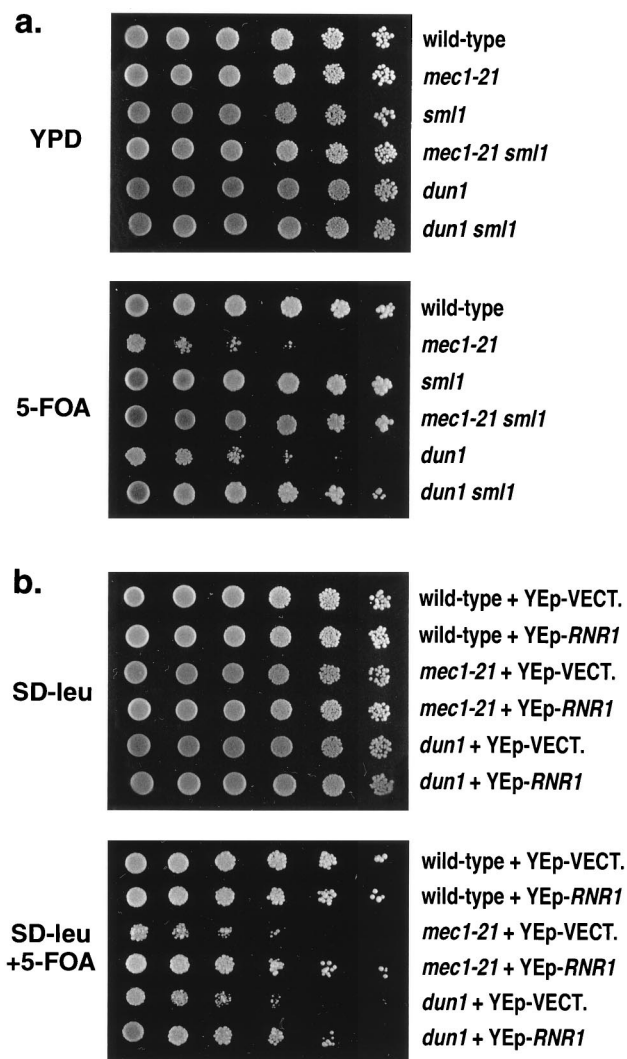 a.
YPD
wild-type
mec1-21
sml1
mec1-21 sml1
dun1
dun1 sml1
5-FOA
wild-type
mec1-21
sml1
mec1-21 sml1
dun1
dun1 sml1
b.
SD-leu
wild-type + YEp-VECT.
wild-type + YEp-RNR1
mec1-21 + YEp-VECT.
mec1-21 + YEp-RNR1
dun1 + YEp-VECT.
dun1 + YEp-RNR1
SD-leu
+5-FOA
wild-type + YEp-VECT.
wild-type + YEp-RNR1
mec1-21 + YEp-VECT.
mec1-21 + YEp-RNR1
dun1 + YEp-VECT.
dun1 + YEp-RNR1